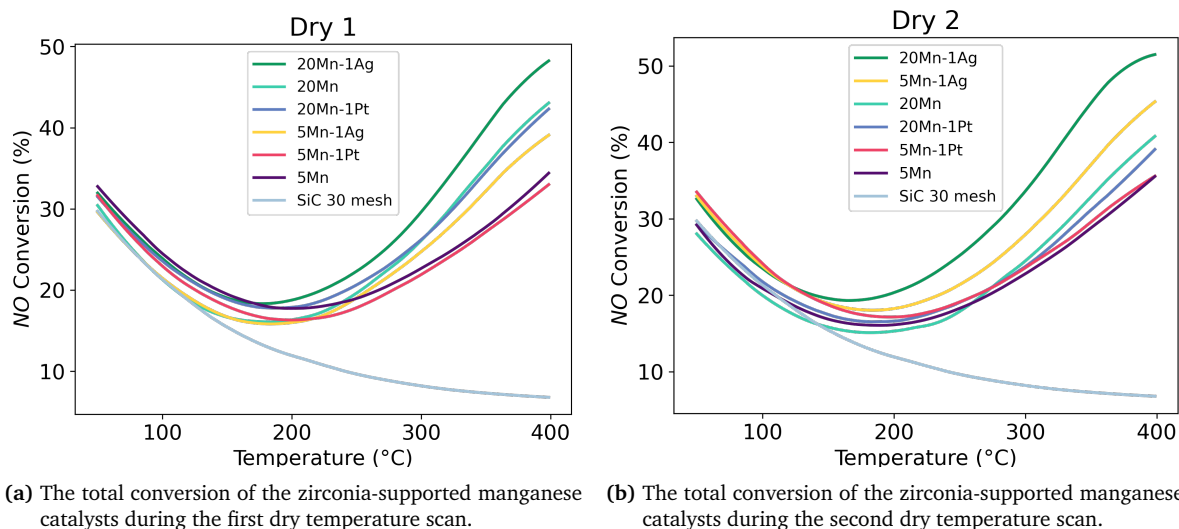 Dry 1
NO Conversion (%)
50
40
30
20
10
20Mn-1Ag
20Mn
20Mn-1Pt
5Mn-1Ag
5Mn-1Pt
5Mn
SiC 30 mesh
100 200 300 400
Temperature (°C)
(a) The total conversion of the zirconia-supported manganese
catalysts during the first dry temperature scan.
Dry 2
NO Conversion (%)
50
40
30
20
10
20Mn-1Ag
5Mn-1Ag
20Mn
20Mn-1Pt
5Mn-1Pt
5Mn
SiC 30 mesh
100 200 300 400
Temperature (°C)
(b) The total conversion of the zirconia-supported manganese
catalysts during the second dry temperature scan.